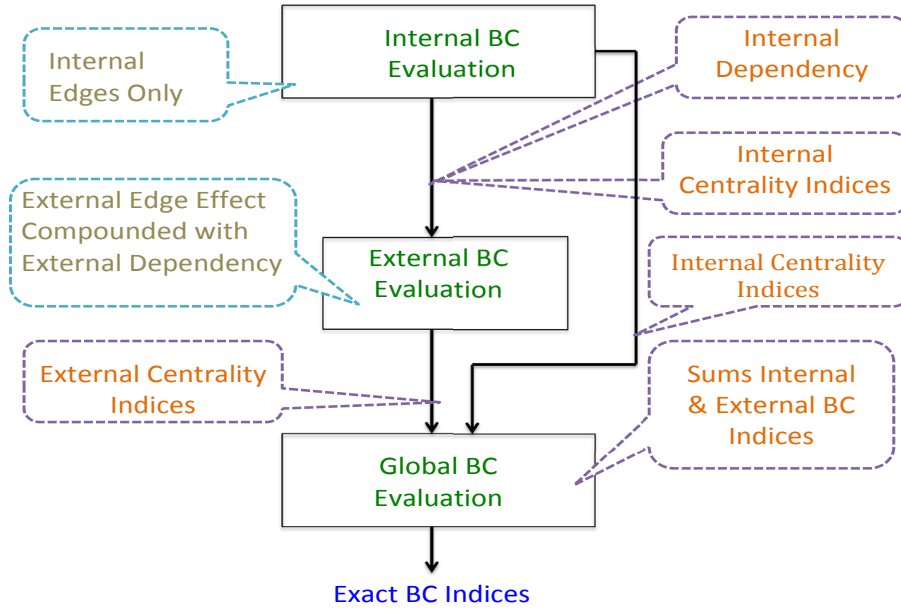 Internal BC
Evaluation
Internal
Edges Only
Internal
Dependency
Internal
Centrality Indices
External Edge Effect
Compounded with
External Dependency
External BC
Evaluation
Internal Centrality
Indices
External Centrality
Indices
Sums Internal
& External BC
Indices
Global BC
Evaluation
Exact BC Indices